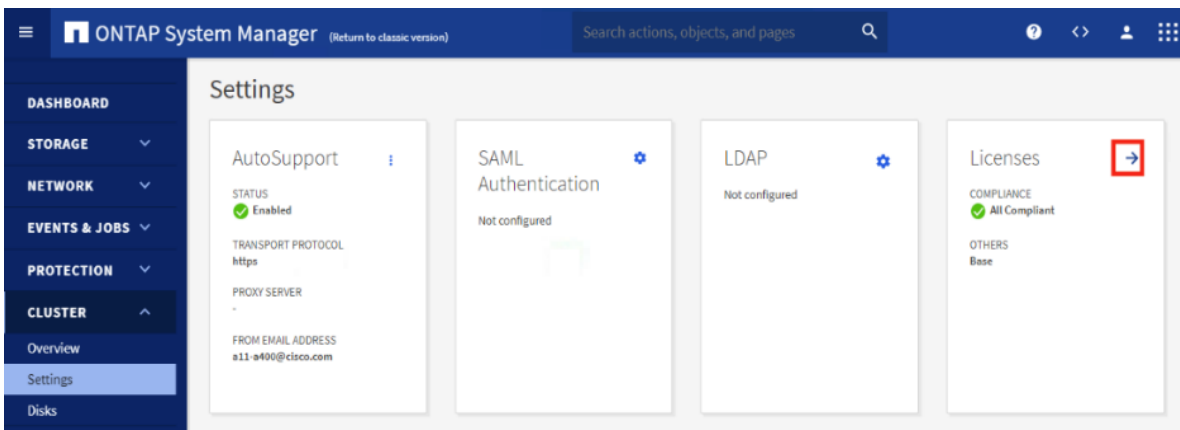 ONTAP System Manager (Return to classic version)
Search actions, objects, and pages
DASHBOARD
STORAGE
NETWORK
EVENTS & JOBS
PROTECTION
CLUSTER
Overview
Settings
Disks
Settings
AutoSupport
STATUS
Enabled
TRANSPORT PROTOCOL
https
PROXY SERVER
-
FROM EMAIL ADDRESS
a11-a400@cisco.com
SAML
Authentication
Not configured
LDAP
Not configured
Licenses
COMPLIANCE
All Compliant
OTHERS
Base